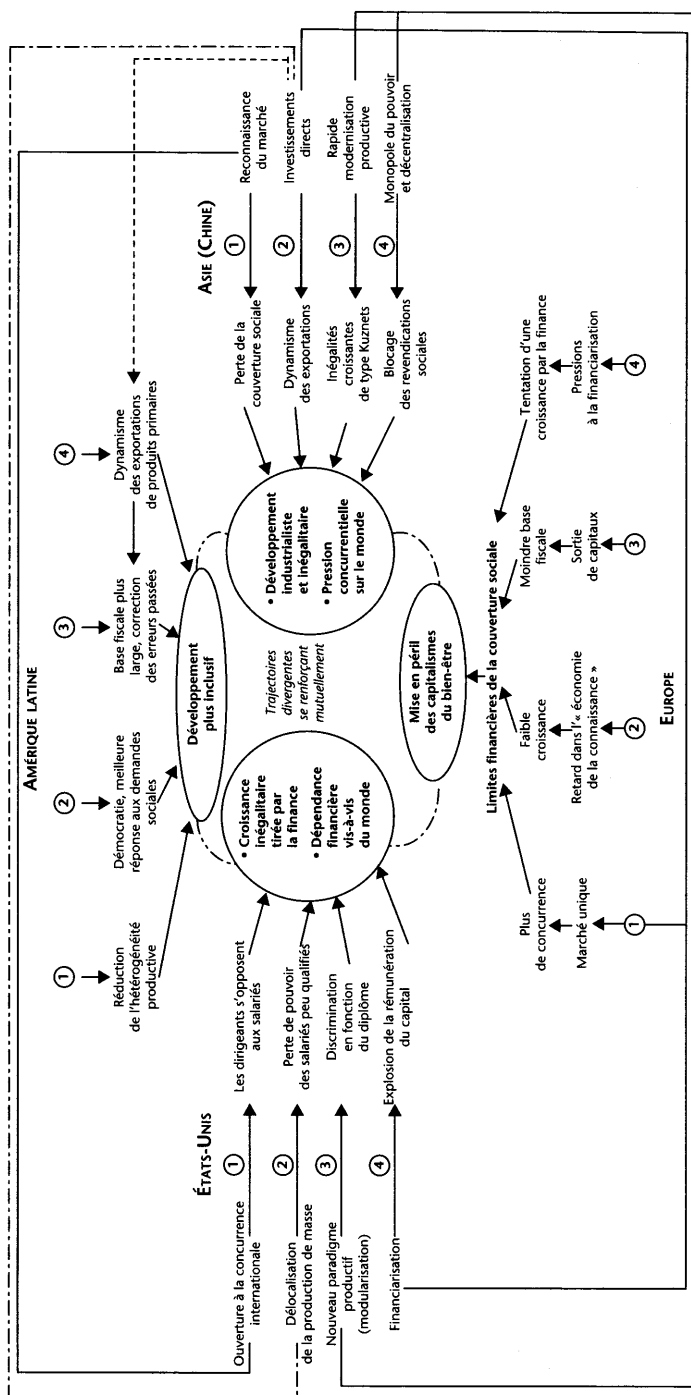 AMÉRIQUE LATINE
1
Réduction
de l'hétérogénéité
productive
2
Démocratie, meilleure
réponse aux demandes
sociales
3
Base fiscale plus
large, correction
des erreurs passées
4
Dynamisme
des exportations
de produits primaires
Développement
plus inclusif
ÉTATS-UNIS
Ouverture à la concurrence
internationale
1
Les dirigeants s'opposent
aux salariés
Délocalisation
de la production de masse
2
Perte de pouvoir
des salariés peu qualifiés
Nouveau paradigme
productif
(modularisation)
3
Discrimination
en fonction
du diplôme
Financiarisation
4
Explosion de la rémunération
du capital
• Croissance
inégalitaire
tirée par
la finance
• Dépendance
financière
vis-à-vis
du monde
Trajectoires
divergentes
se renforçant
mutuellement
• Développement
industrialiste
et inégalitaire
• Pression
concurrentielle
sur le monde
ASIE (CHINE)
Perte de la
couverture sociale
1
Reconnaissance
du marché
Dynamisme
des exportations
2
Investissements
directs
Inégalités
croissantes
de type Kuznets
3
Rapide
modernisation
productive
Blocage
des revendications
sociales
4
Monopole du pouvoir
et décentralisation
Mise en péril
des capitalismes
du bien-être
Limites financières de la couverture sociale
Plus
de concurrence
Marché unique
1
Faible
croissance
Retard dans l'« économie
de la connaissance »
2
Moindre base
fiscale
Sortie
de capitaux
3
Tentation d'une
croissance par la finance
Pressions
à la financiarisation
4
EUROPE